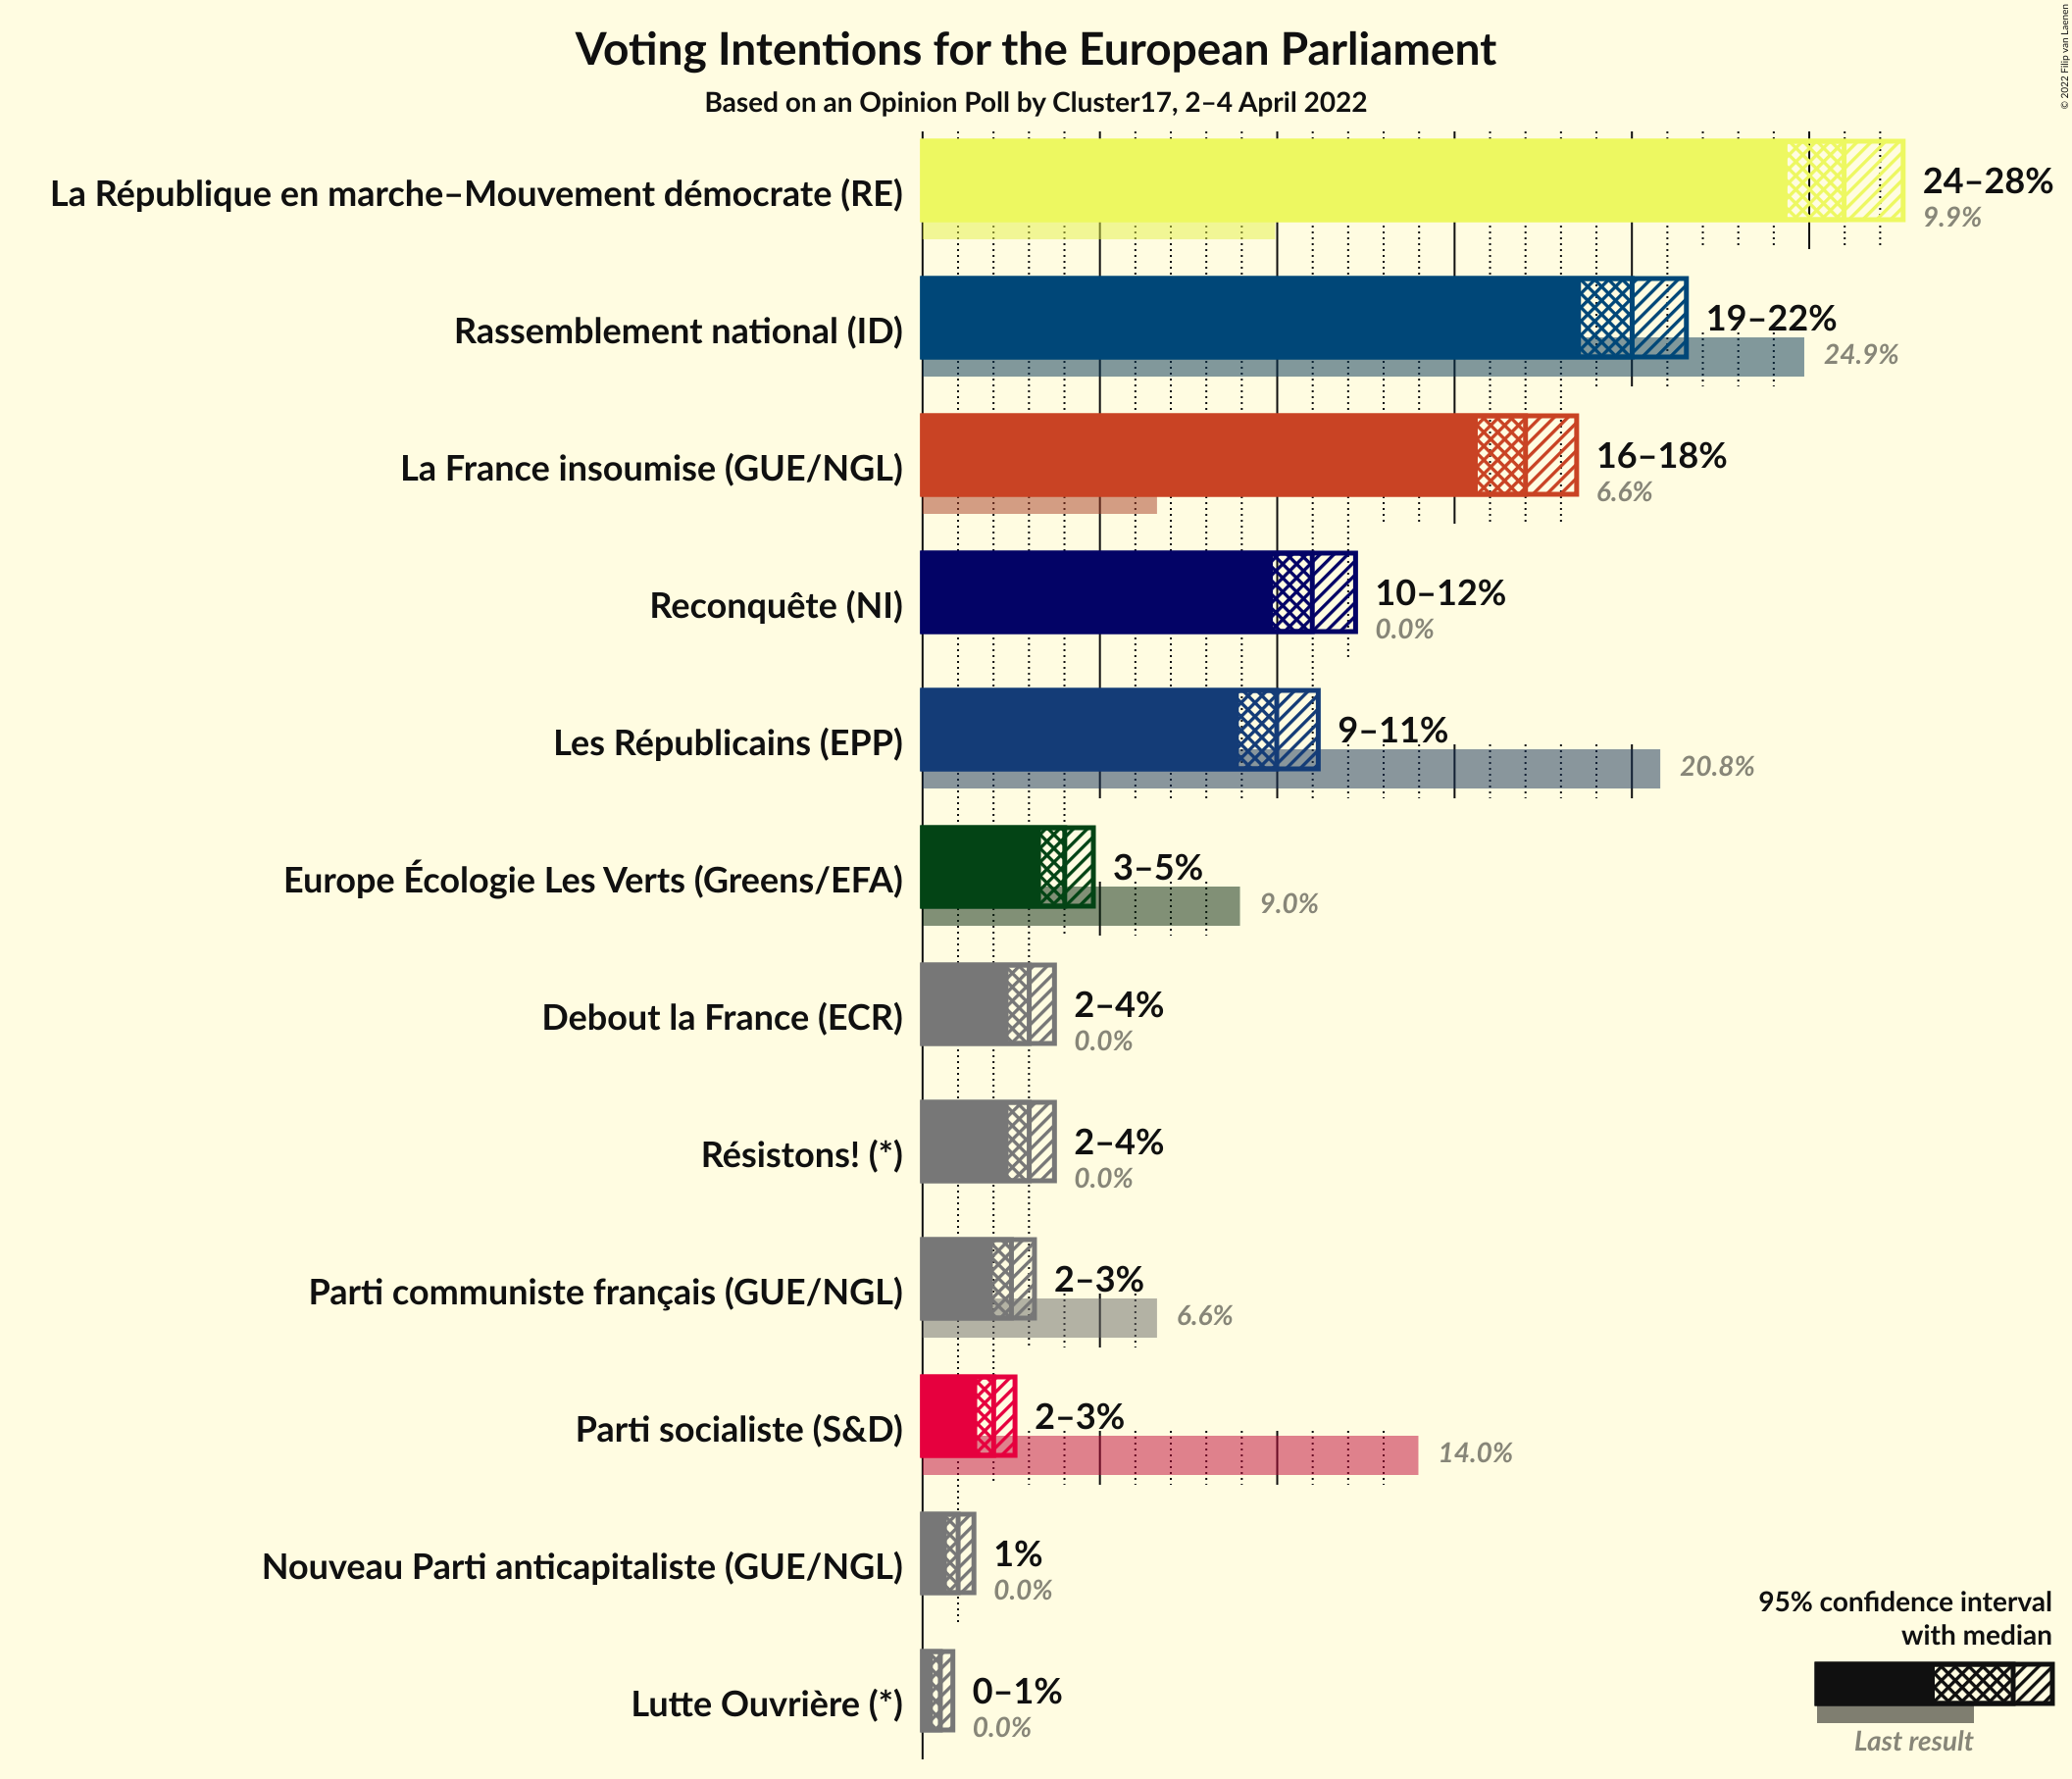 Voting Intentions for the European Parliament
Based on an Opinion Poll by Cluster17, 2–4 April 2022
© 2022 Filip van Laenen
La République en marche–Mouvement démocrate (RE)
24–28%
9.9%
Rassemblement national (ID)
19–22%
24.9%
La France insoumise (GUE/NGL)
16–18%
6.6%
Reconquête (NI)
10–12%
0.0%
Les Républicains (EPP)
9–11%
20.8%
Europe Écologie Les Verts (Greens/EFA)
3–5%
9.0%
Debout la France (ECR)
2–4%
0.0%
Résistons! (*)
2–4%
0.0%
Parti communiste français (GUE/NGL)
2–3%
6.6%
Parti socialiste (S&D)
2–3%
14.0%
Nouveau Parti anticapitaliste (GUE/NGL)
1%
0.0%
Lutte Ouvrière (*)
0–1%
0.0%
95% confidence interval
with median
Last result